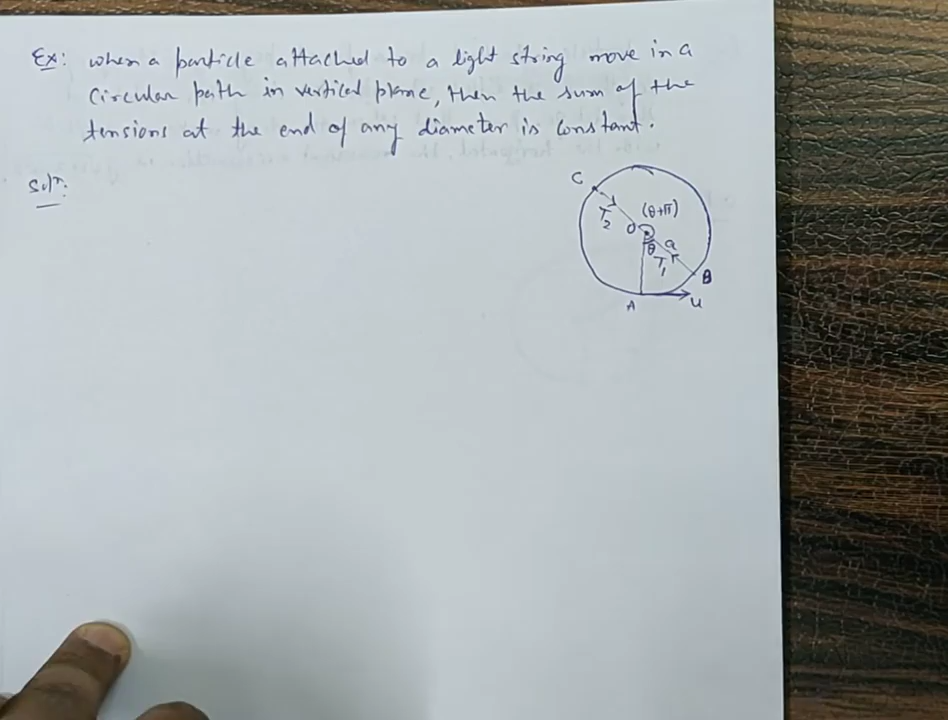 Ex: when a particle attached to a light string move in a
circular path in vertical plane, then the sum of the
tensions at the end of any diameter is constant.
Solⁿ:
C
T₂
(θ+π)
O
θ
a
T₁
B
A
u